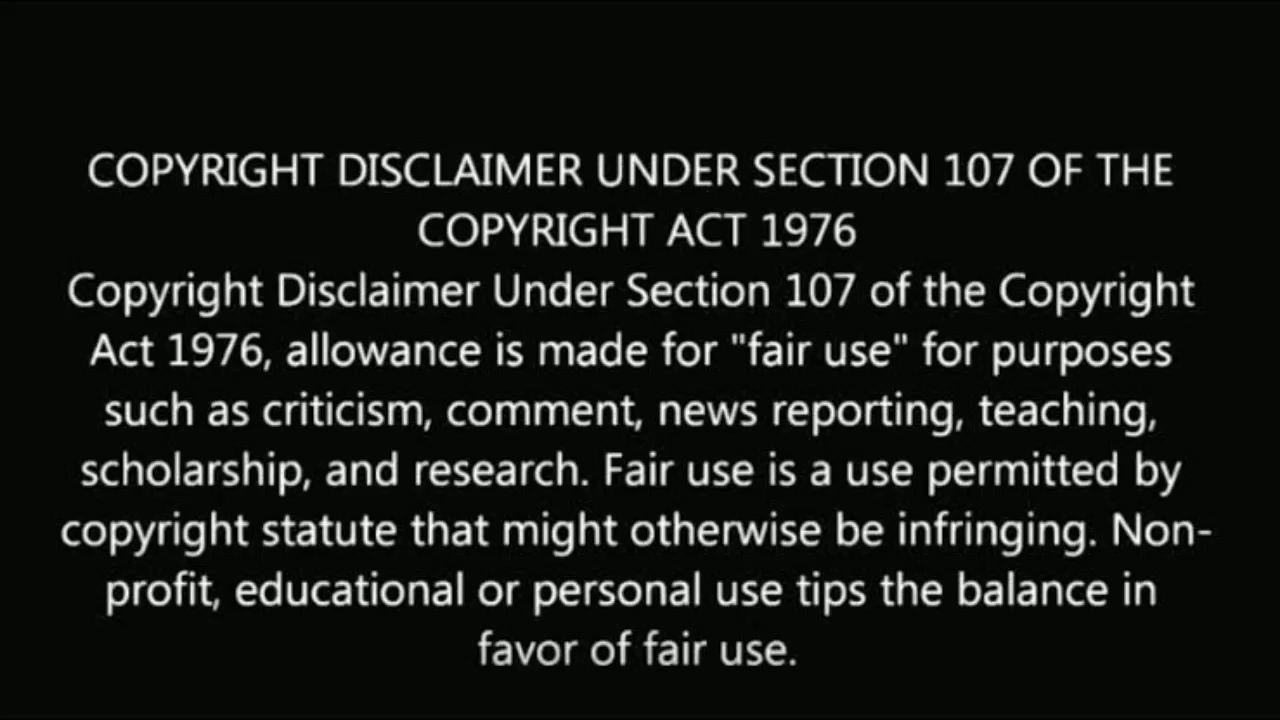 COPYRIGHT DISCLAIMER UNDER SECTION 107 OF THE
COPYRIGHT ACT 1976
Copyright Disclaimer Under Section 107 of the Copyright
Act 1976, allowance is made for "fair use" for purposes
such as criticism, comment, news reporting, teaching,
scholarship, and research. Fair use is a use permitted by
copyright statute that might otherwise be infringing. Non-
profit, educational or personal use tips the balance in
favor of fair use.